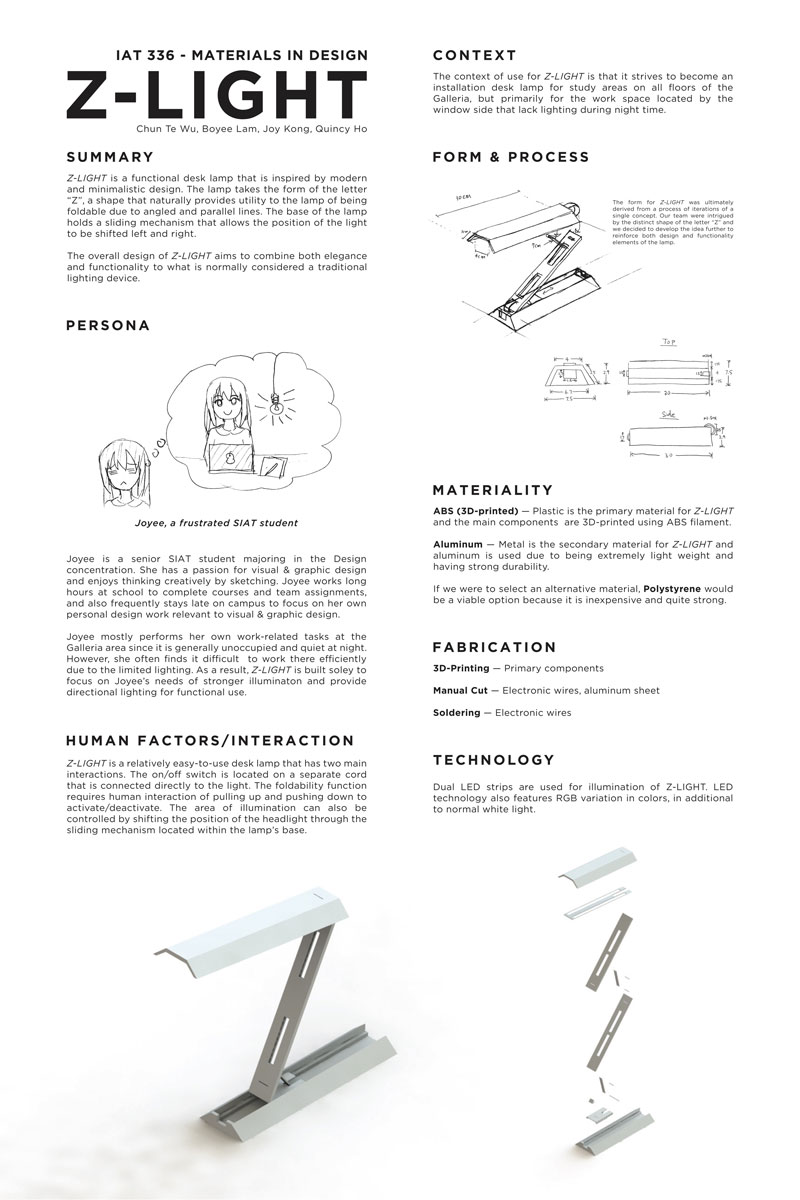 IAT 336 - MATERIALS IN DESIGN
Z-LIGHT
Chun Te Wu, Boyee Lam, Joy Kong, Quincy Ho
SUMMARY
Z-LIGHT is a functional desk lamp that is inspired by modern
and minimalistic design. The lamp takes the form of the letter
“Z”, a shape that naturally provides utility to the lamp of being
foldable due to angled and parallel lines. The base of the lamp
holds a sliding mechanism that allows the position of the light
to be shifted left and right.
The overall design of Z-LIGHT aims to combine both elegance
and functionality to what is normally considered a traditional
lighting device.
PERSONA
Joyee, a frustrated SIAT student
Joyee is a senior SIAT student majoring in the Design
concentration. She has a passion for visual & graphic design
and enjoys thinking creatively by sketching. Joyee works long
hours at school to complete courses and team assignments,
and also frequently stays late on campus to focus on her own
personal design work relevant to visual & graphic design.
Joyee mostly performs her own work-related tasks at the
Galleria area since it is generally unoccupied and quiet at night.
However, she often finds it difficult to work there efficiently
due to the limited lighting. As a result, Z-LIGHT is built soley to
focus on Joyee’s needs of stronger illuminaton and provide
directional lighting for functional use.
HUMAN FACTORS/INTERACTION
Z-LIGHT is a relatively easy-to-use desk lamp that has two main
interactions. The on/off switch is located on a separate cord
that is connected directly to the light. The foldability function
requires human interaction of pulling up and pushing down to
activate/deactivate. The area of illumination can also be
controlled by shifting the position of the headlight through the
sliding mechanism located within the lamp’s base.
CONTEXT
The context of use for Z-LIGHT is that it strives to become an
installation desk lamp for study areas on all floors of the
Galleria, but primarily for the work space located by the
window side that lack lighting during night time.
FORM & PROCESS
The form for Z-LIGHT was ultimately
derived from a process of iterations of a
single concept. Our team were intrigued
by the distinct shape of the letter “Z” and
we decided to develop the idea further to
reinforce both design and functionality
elements of the lamp.
Top
20
Side
MATERIALITY
ABS (3D-printed) — Plastic is the primary material for Z-LIGHT
and the main components are 3D-printed using ABS filament.
Aluminum — Metal is the secondary material for Z-LIGHT and
aluminum is used due to being extremely light weight and
having strong durability.
If we were to select an alternative material, Polystyrene would
be a viable option because it is inexpensive and quite strong.
FABRICATION
3D-Printing — Primary components
Manual Cut — Electronic wires, aluminum sheet
Soldering — Electronic wires
TECHNOLOGY
Dual LED strips are used for illumination of Z-LIGHT. LED
technology also features RGB variation in colors, in additional
to normal white light.